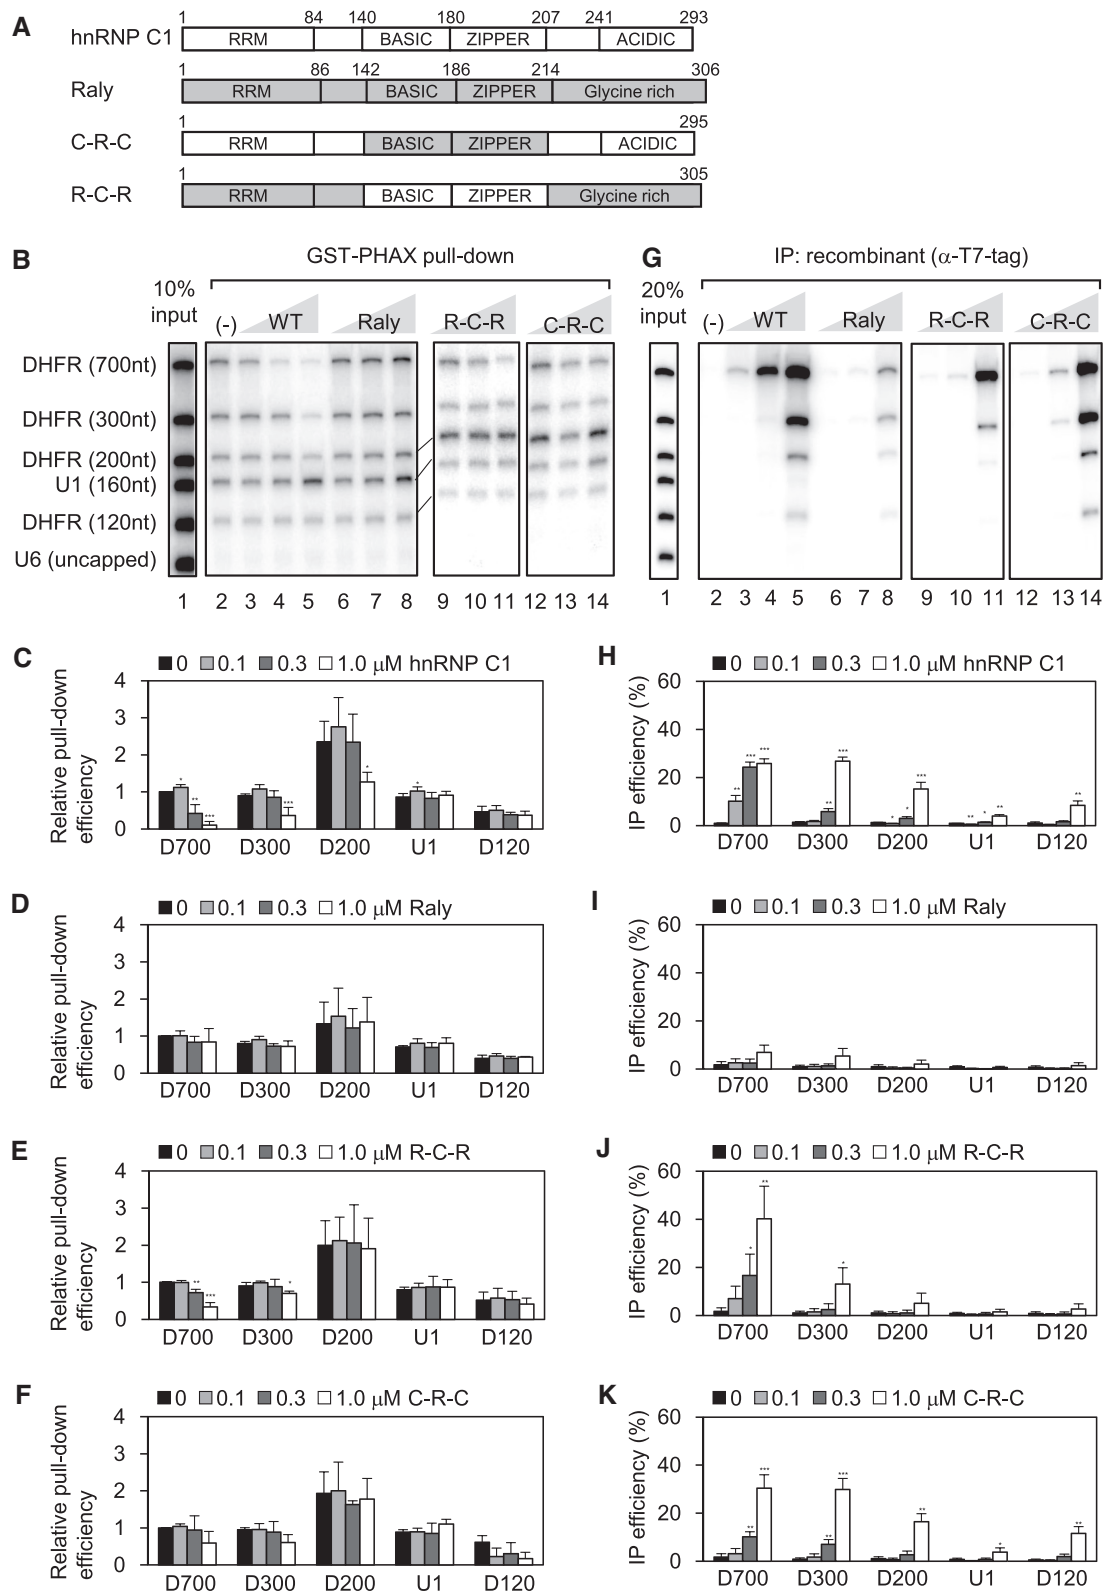 A
1 84 140 180 207 241 293
hnRNP C1 RRM BASIC ZIPPER ACIDIC
1 86 142 186 214 306
Raly RRM BASIC ZIPPER Glycine rich
1 295
C-R-C RRM BASIC ZIPPER ACIDIC
1 305
R-C-R RRM BASIC ZIPPER Glycine rich
B
GST-PHAX pull-down
10%
input
(-) WT Raly R-C-R C-R-C
DHFR (700nt)
DHFR (300nt)
DHFR (200nt)
U1 (160nt)
DHFR (120nt)
U6 (uncapped)
1 2 3 4 5 6 7 8 9 10 11 12 13 14
G
IP: recombinant (α-T7-tag)
20%
input
(-) WT Raly R-C-R C-R-C
1 2 3 4 5 6 7 8 9 10 11 12 13 14
C
0 0.1 0.3 1.0 μM hnRNP C1
Relative pull-down
efficiency
4
3
2
1
0
* ** *** *** * *
D700 D300 D200 U1 D120
D
0 0.1 0.3 1.0 μM Raly
Relative pull-down
efficiency
4
3
2
1
0
D700 D300 D200 U1 D120
E
0 0.1 0.3 1.0 μM R-C-R
Relative pull-down
efficiency
4
3
2
1
0
** *** *
D700 D300 D200 U1 D120
F
0 0.1 0.3 1.0 μM C-R-C
Relative pull-down
efficiency
4
3
2
1
0
D700 D300 D200 U1 D120
H
0 0.1 0.3 1.0 μM hnRNP C1
IP efficiency (%)
60
40
20
0
** *** *** ** *** * * *** ** * ** **
D700 D300 D200 U1 D120
I
0 0.1 0.3 1.0 μM Raly
IP efficiency (%)
60
40
20
0
D700 D300 D200 U1 D120
J
0 0.1 0.3 1.0 μM R-C-R
IP efficiency (%)
60
40
20
0
* ** *
D700 D300 D200 U1 D120
K
0 0.1 0.3 1.0 μM C-R-C
IP efficiency (%)
60
40
20
0
** *** ** *** ** * **
D700 D300 D200 U1 D120